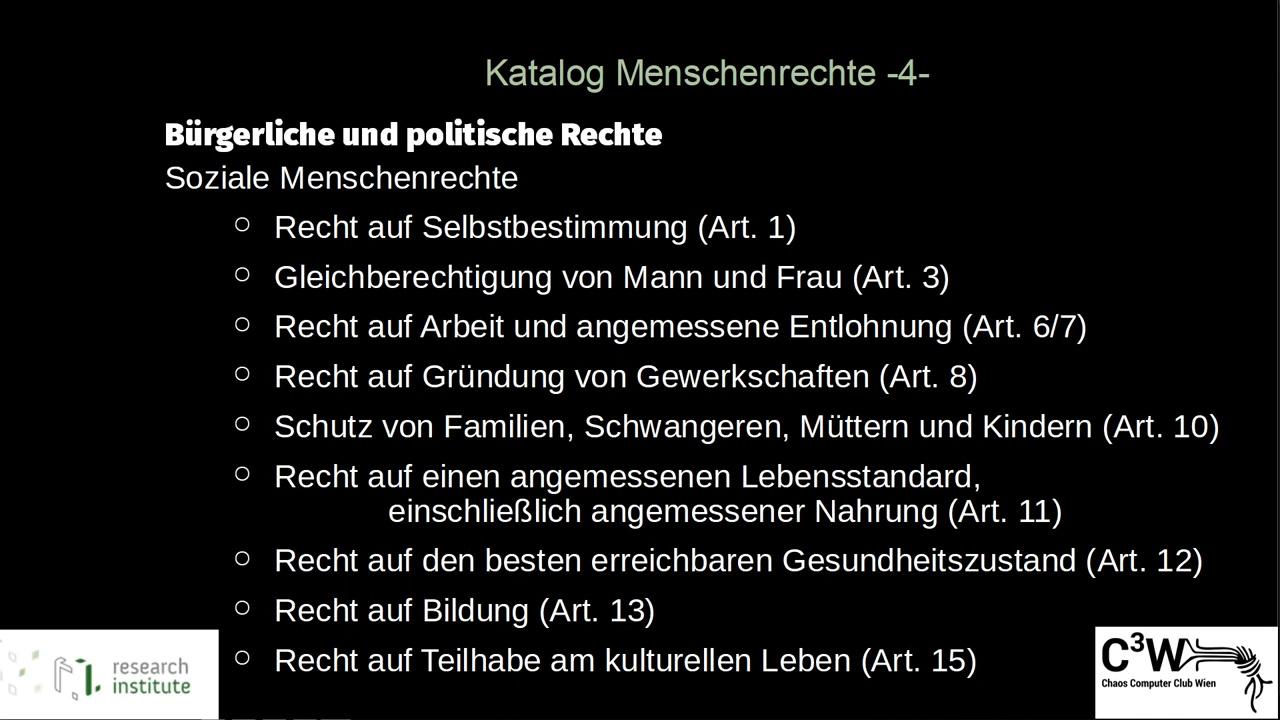 Katalog Menschenrechte -4-
Bürgerliche und politische Rechte
Soziale Menschenrechte
○ Recht auf Selbstbestimmung (Art. 1)
○ Gleichberechtigung von Mann und Frau (Art. 3)
○ Recht auf Arbeit und angemessene Entlohnung (Art. 6/7)
○ Recht auf Gründung von Gewerkschaften (Art. 8)
○ Schutz von Familien, Schwangeren, Müttern und Kindern (Art. 10)
○ Recht auf einen angemessenen Lebensstandard,
einschließlich angemessener Nahrung (Art. 11)
○ Recht auf den besten erreichbaren Gesundheitszustand (Art. 12)
○ Recht auf Bildung (Art. 13)
○ Recht auf Teilhabe am kulturellen Leben (Art. 15)
research
institute
C³W
Chaos Computer Club Wien